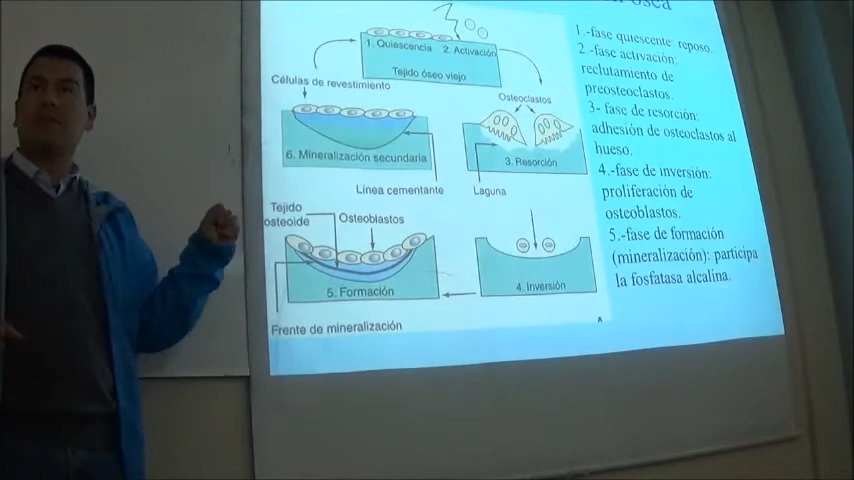 ósea
1. Quiescencia
2. Activación
Tejido óseo viejo
Células de revestimiento
Osteoclastos
6. Mineralización secundaria
3. Resorción
Línea cementante
Laguna
Tejido
osteoide
Osteoblastos
5. Formación
4. Inversión
Frente de mineralización
1.-fase quiescente reposo.
2.-fase activación:
reclutamiento de
preosteoclastos.
3- fase de resorción:
adhesión de osteoclastos al
hueso.
4.-fase de inversión:
proliferación de
osteoblastos.
5.-fase de formación
(mineralización): participa
la fosfatasa alcalina.